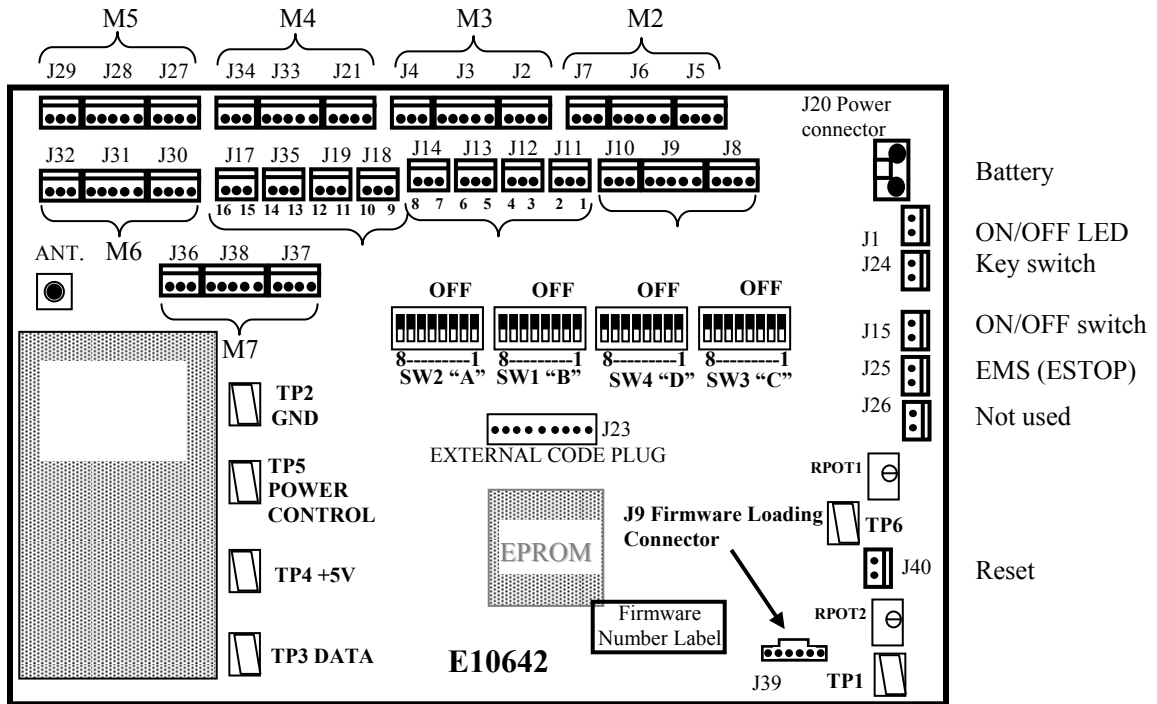 M5 M4 M3 M2
J29 J28 J27 J34 J33 J21 J4 J3 J2 J7 J6 J5
J20 Power
connector
J32 J31 J30 J17 J35 J19 J18 J14 J13 J12 J11 J10 J9 J8
Battery
16 15 14 13 12 11 10 9 8 7 6 5 4 3 2 1
J1 ON/OFF LED
ANT. M6 J36 J38 J37
J24 Key switch
OFF OFF OFF OFF
J15 ON/OFF switch
M7
8---------1 8---------1 8---------1 8---------1
SW2 “A” SW1 “B” SW4 “D” SW3 “C”
J25 EMS (ESTOP)
TP2
GND
J26 Not used
J23
EXTERNAL CODE PLUG
TP5
POWER
CONTROL
RPOT1
J9 Firmware Loading
Connector
TP6
EPROM
TP4 +5V
J40 Reset
Firmware
Number Label
RPOT2
TP3 DATA
E10642
J39
TP1